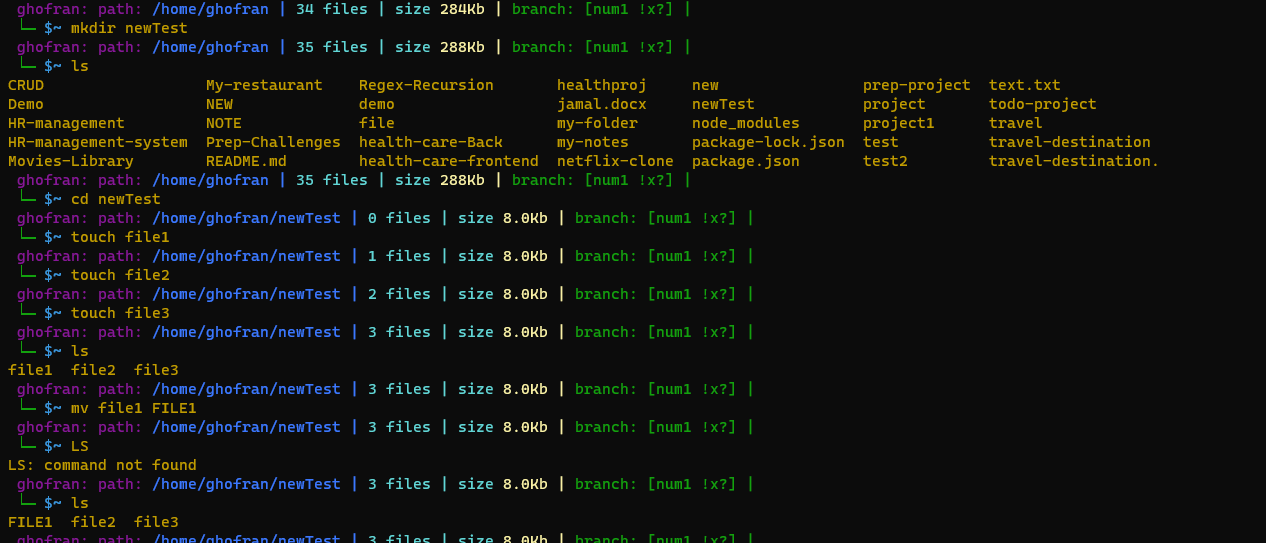 ghofran: path: /home/ghofran | 34 files | size 284Kb | branch: [num1 !x?] |
└─ $~ mkdir newTest
ghofran: path: /home/ghofran | 35 files | size 288Kb | branch: [num1 !x?] |
└─ $~ ls
CRUD My-restaurant Regex-Recursion healthproj new prep-project text.txt
Demo NEW demo jamal.docx newTest project todo-project
HR-management NOTE file my-folder node_modules project1 travel
HR-management-system Prep-Challenges health-care-Back my-notes package-lock.json test travel-destination
Movies-Library README.md health-care-frontend netflix-clone package.json test2 travel-destination.
ghofran: path: /home/ghofran | 35 files | size 288Kb | branch: [num1 !x?] |
└─ $~ cd newTest
ghofran: path: /home/ghofran/newTest | 0 files | size 8.0Kb | branch: [num1 !x?] |
└─ $~ touch file1
ghofran: path: /home/ghofran/newTest | 1 files | size 8.0Kb | branch: [num1 !x?] |
└─ $~ touch file2
ghofran: path: /home/ghofran/newTest | 2 files | size 8.0Kb | branch: [num1 !x?] |
└─ $~ touch file3
ghofran: path: /home/ghofran/newTest | 3 files | size 8.0Kb | branch: [num1 !x?] |
└─ $~ ls
file1 file2 file3
ghofran: path: /home/ghofran/newTest | 3 files | size 8.0Kb | branch: [num1 !x?] |
└─ $~ mv file1 FILE1
ghofran: path: /home/ghofran/newTest | 3 files | size 8.0Kb | branch: [num1 !x?] |
└─ $~ LS
LS: command not found
ghofran: path: /home/ghofran/newTest | 3 files | size 8.0Kb | branch: [num1 !x?] |
└─ $~ ls
FILE1 file2 file3
ghofran: path: /home/ghofran/newTest | 3 files | size 8.0Kb | branch: [num1 !x?] |